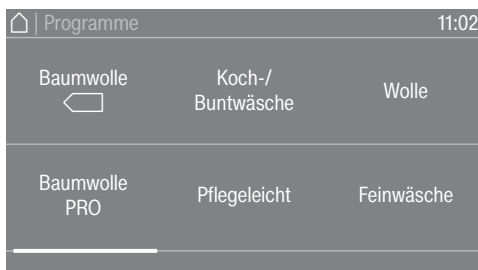 Programme 11:02
Baumwolle
Koch-/
Buntwäsche
Wolle
Baumwolle
PRO
Pflegeleicht
Feinwäsche